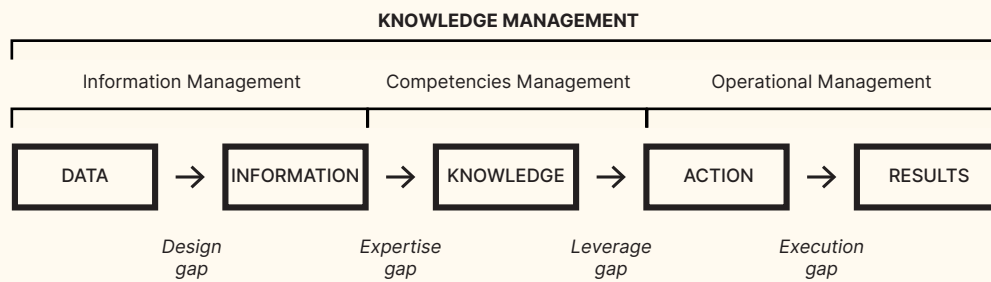 KNOWLEDGE MANAGEMENT
Information Management Competencies Management Operational Management
DATA INFORMATION KNOWLEDGE ACTION RESULTS
Design Expertise Leverage Execution
gap gap gap gap